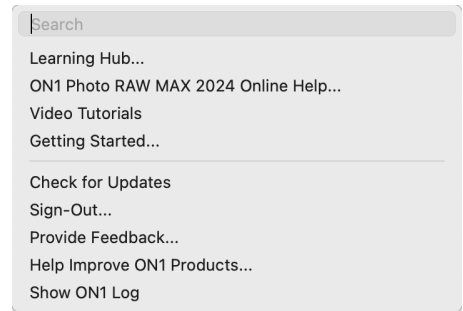 Search
Learning Hub...
ON1 Photo RAW MAX 2024 Online Help...
Video Tutorials
Getting Started...
Check for Updates
Sign-Out...
Provide Feedback...
Help Improve ON1 Products...
Show ON1 Log